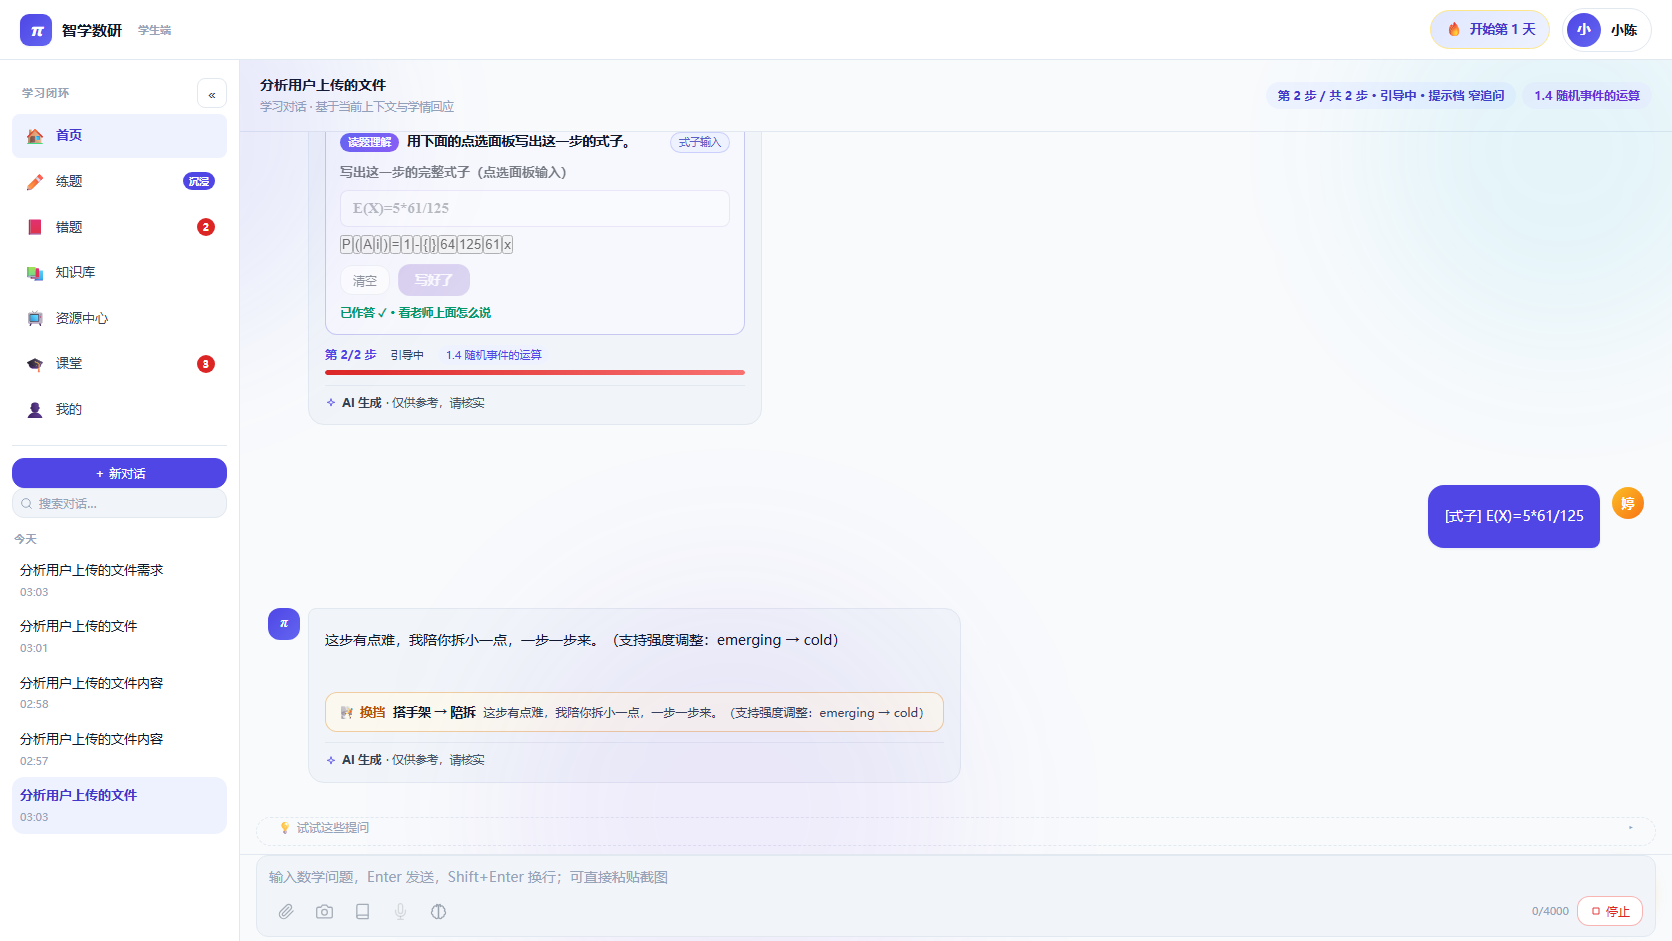 π 智学数研 学生端
开始第 1 天
小 小陈
学习闭环 «
首页
练题 沉浸
错题 2
知识库
资源中心
课堂 3
我的
+ 新对话
搜索对话...
今天
分析用户上传的文件需求
03:03
分析用户上传的文件
03:01
分析用户上传的文件内容
02:58
分析用户上传的文件内容
02:57
分析用户上传的文件
03:03
分析用户上传的文件
学习对话 · 基于当前上下文与学情回应
第 2 步 / 共 2 步 • 引导中 • 提示档 窄追问
1.4 随机事件的运算
读题理解 用下面的点选面板写出这一步的式子。 式子输入
写出这一步的完整式子（点选面板输入）
E(X)=5*61/125
P ( A i ) = 1 - { } 64 125 61 x
清空 写好了
已作答 ✓ • 看老师上面怎么说
第 2/2 步 引导中 1.4 随机事件的运算
AI 生成 · 仅供参考，请核实
[式子] E(X)=5*61/125
婷
π
这步有点难，我陪你拆小一点，一步一步来。（支持强度调整：emerging → cold）
换挡 搭手架 → 陪拆 这步有点难，我陪你拆小一点，一步一步来。（支持强度调整：emerging → cold）
AI 生成 · 仅供参考，请核实
试试这些提问
输入数学问题，Enter 发送，Shift+Enter 换行；可直接粘贴截图
0/4000 停止